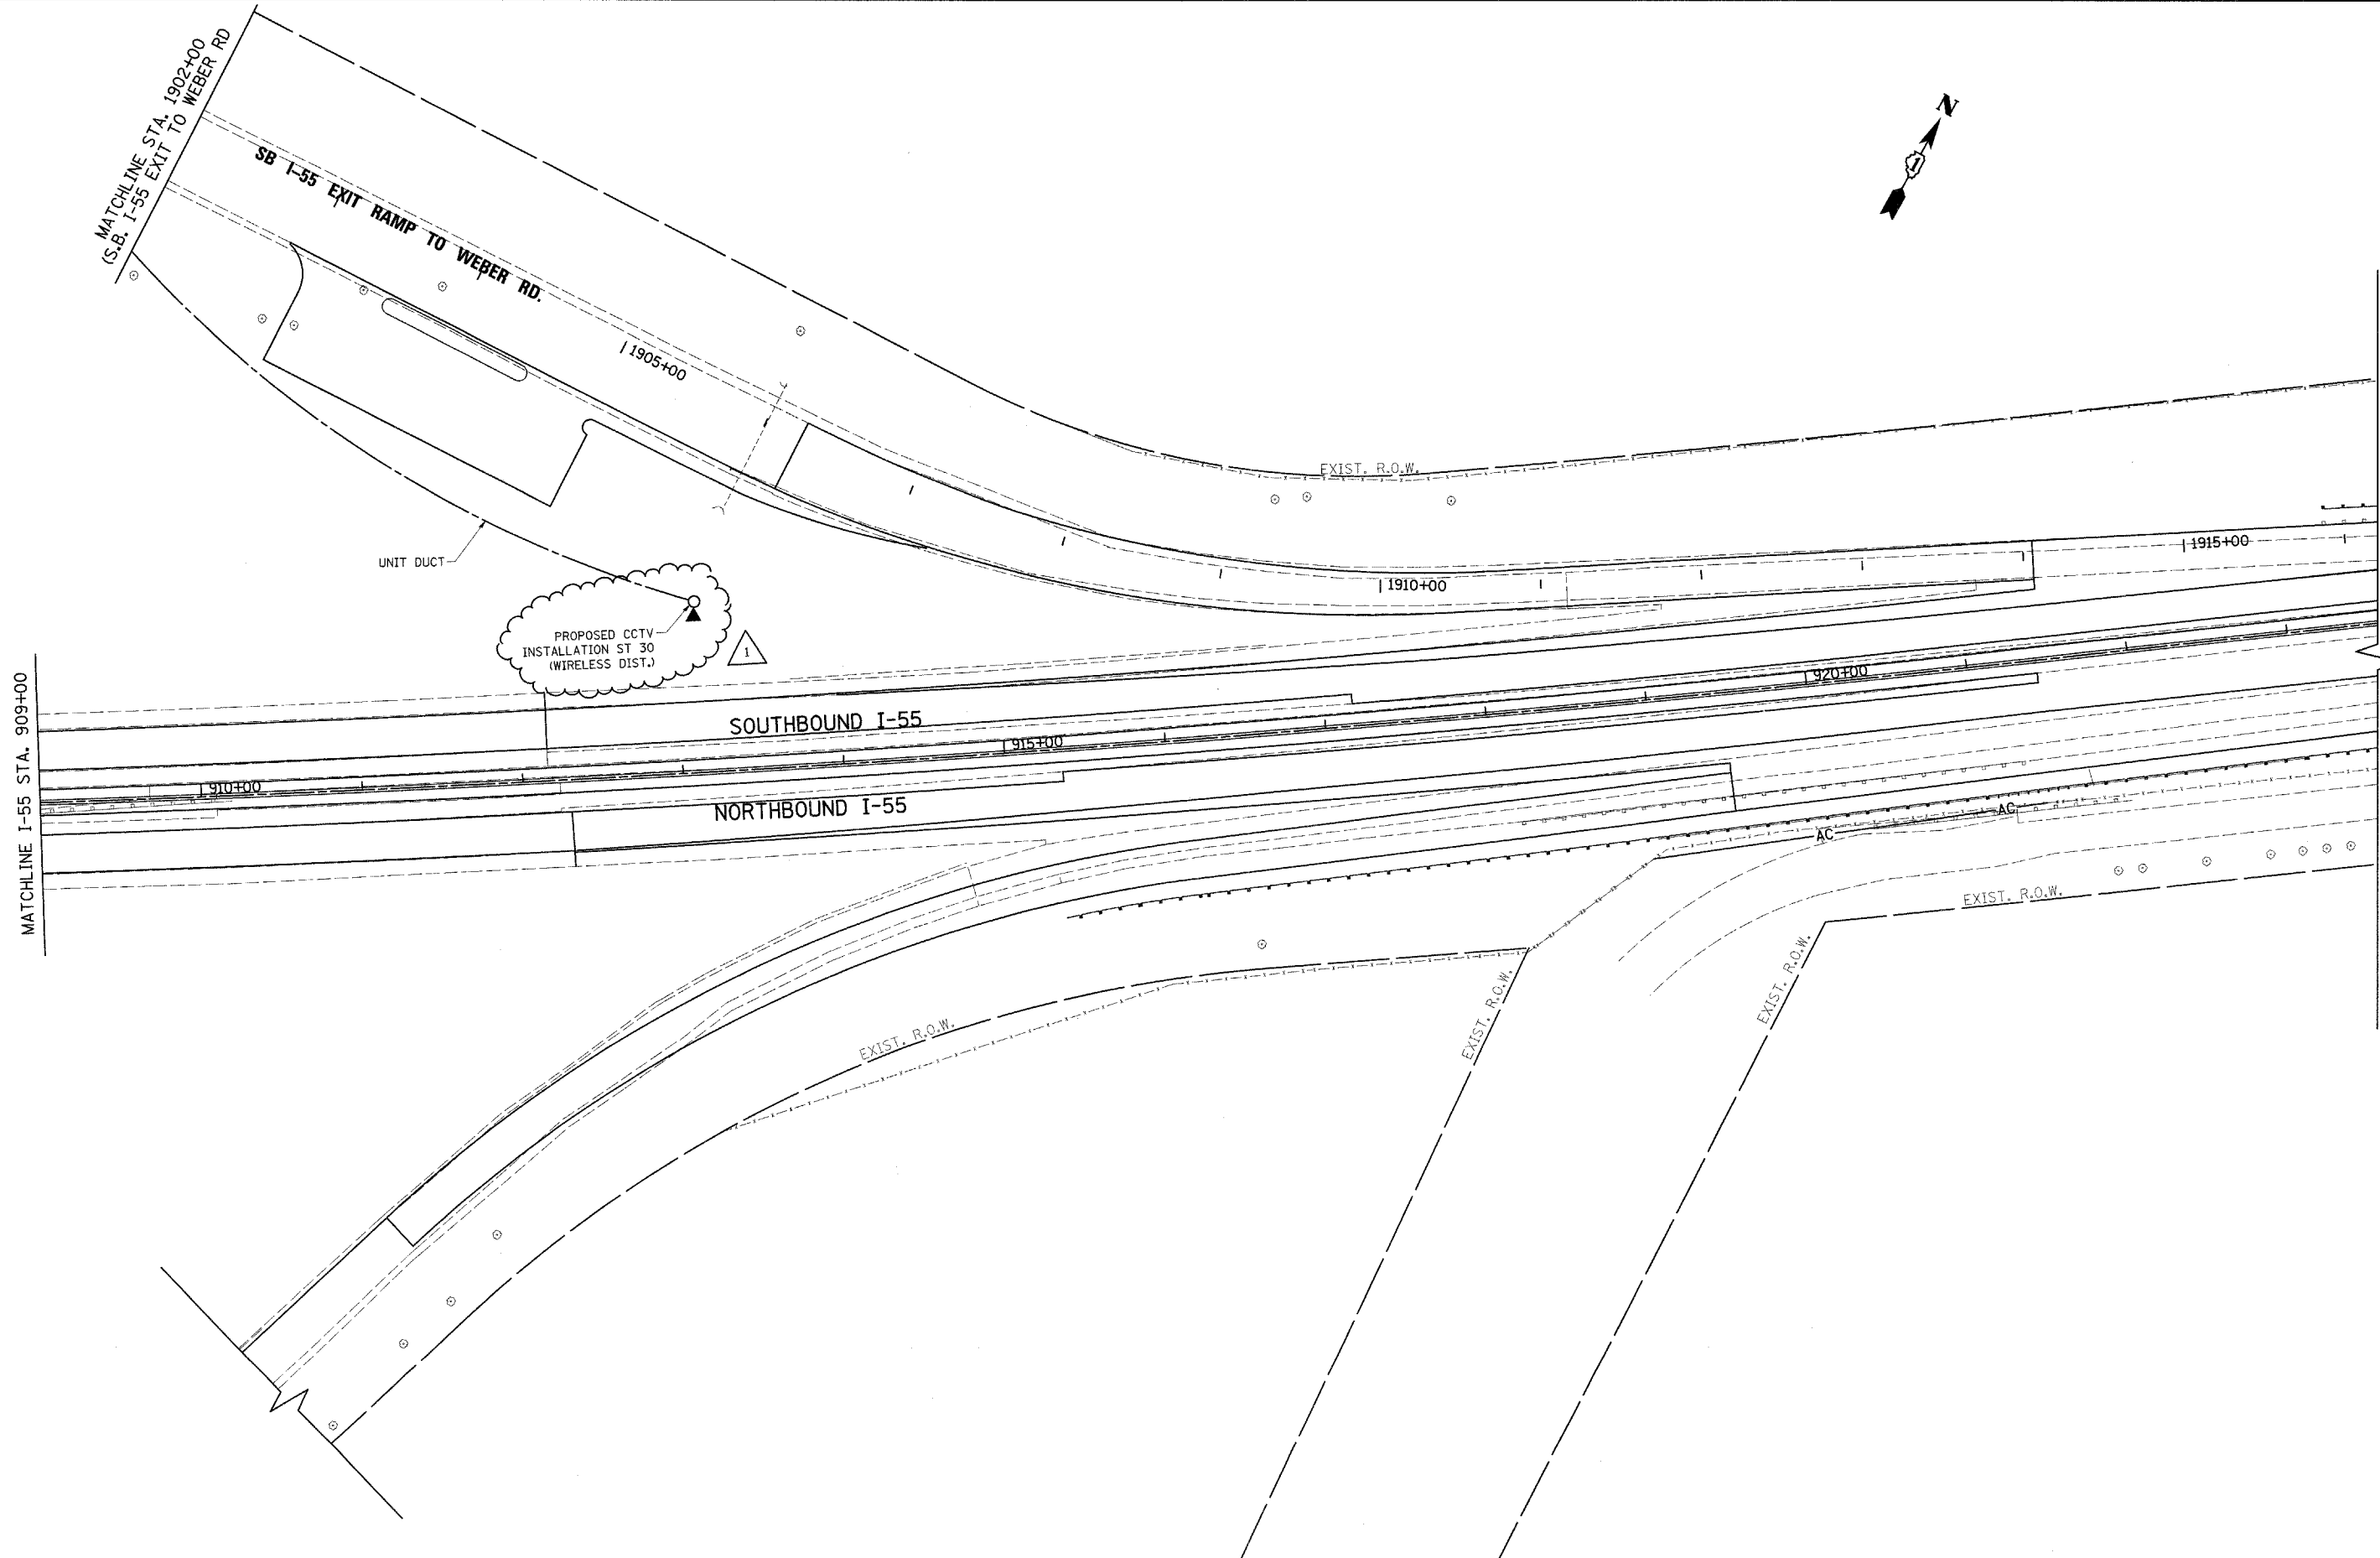 MATCHLINE STA. 1902+00
(S.B. I-55 EXIT TO WEBER RD
SB I-55 EXIT RAMP TO WEBER RD.
N
1
1905+00
EXIST. R.O.W.
UNIT DUCT
1910+00
1915+00
PROPOSED CCTV
INSTALLATION ST 30
(WIRELESS DIST.)
1
MATCHLINE I-55 STA. 909+00
SOUTHBOUND I-55
920+00
915+00
910+00
NORTHBOUND I-55
AC
AC
EXIST. R.O.W.
EXIST. R.O.W.
EXIST. R.O.W.
EXIST. R.O.W.